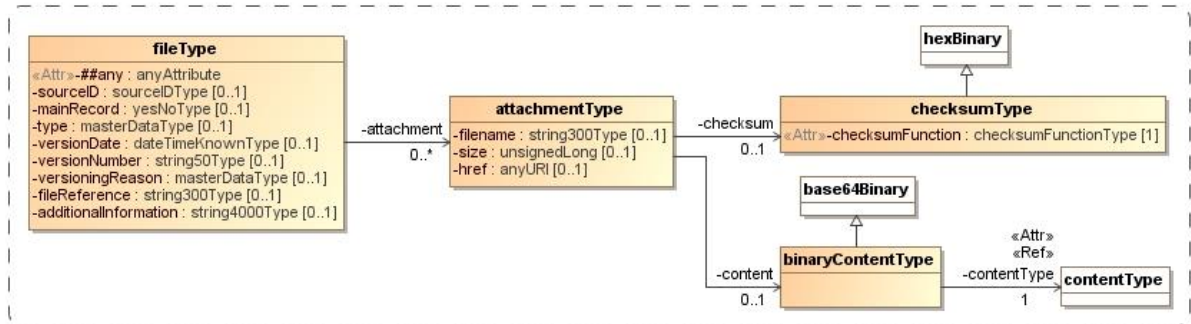 fileType
«Attr»-##any : anyAttribute
-sourceID : sourceIDType [0..1]
-mainRecord : yesNoType [0..1]
-type : masterDataType [0..1]
-versionDate : dateTimeKnownType [0..1]
-versionNumber : string50Type [0..1]
-versioningReason : masterDataType [0..1]
-fileReference : string300Type [0..1]
-additionalInformation : string4000Type [0..1]
-attachment
0..*
attachmentType
-filename : string300Type [0..1]
-size : unsignedLong [0..1]
-href : anyURI [0..1]
-checksum
0..1
hexBinary
checksumType
«Attr»-checksumFunction : checksumFunctionType [1]
base64Binary
-content
0..1
binaryContentType
«Attr»
«Ref»
-contentType
1
contentType